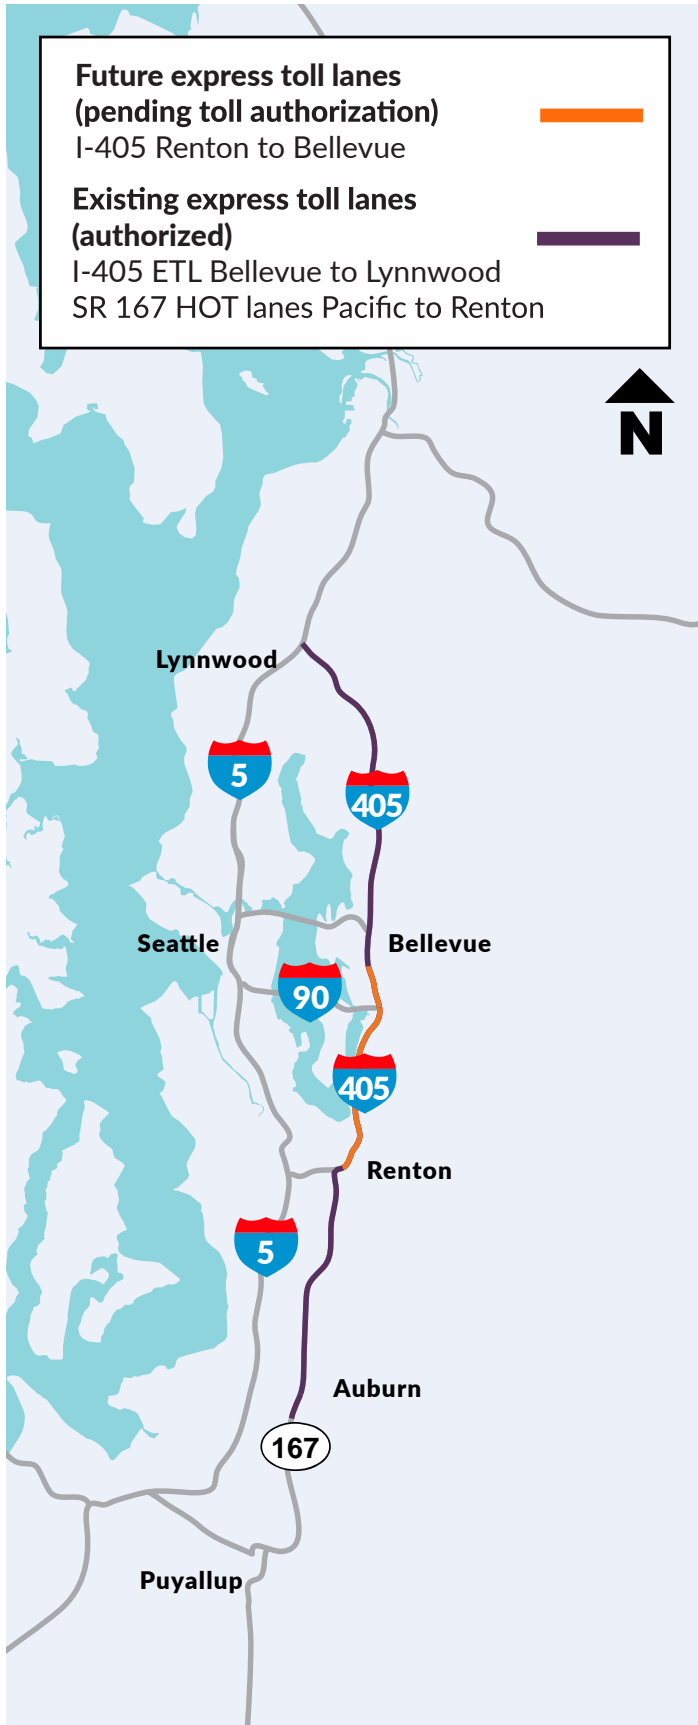 Future express toll lanes
(pending toll authorization)
I-405 Renton to Bellevue
Existing express toll lanes
(authorized)
I-405 ETL Bellevue to Lynnwood
SR 167 HOT lanes Pacific to Renton
N
Lynnwood
5
405
Seattle
Bellevue
90
405
Renton
5
Auburn
167
Puyallup